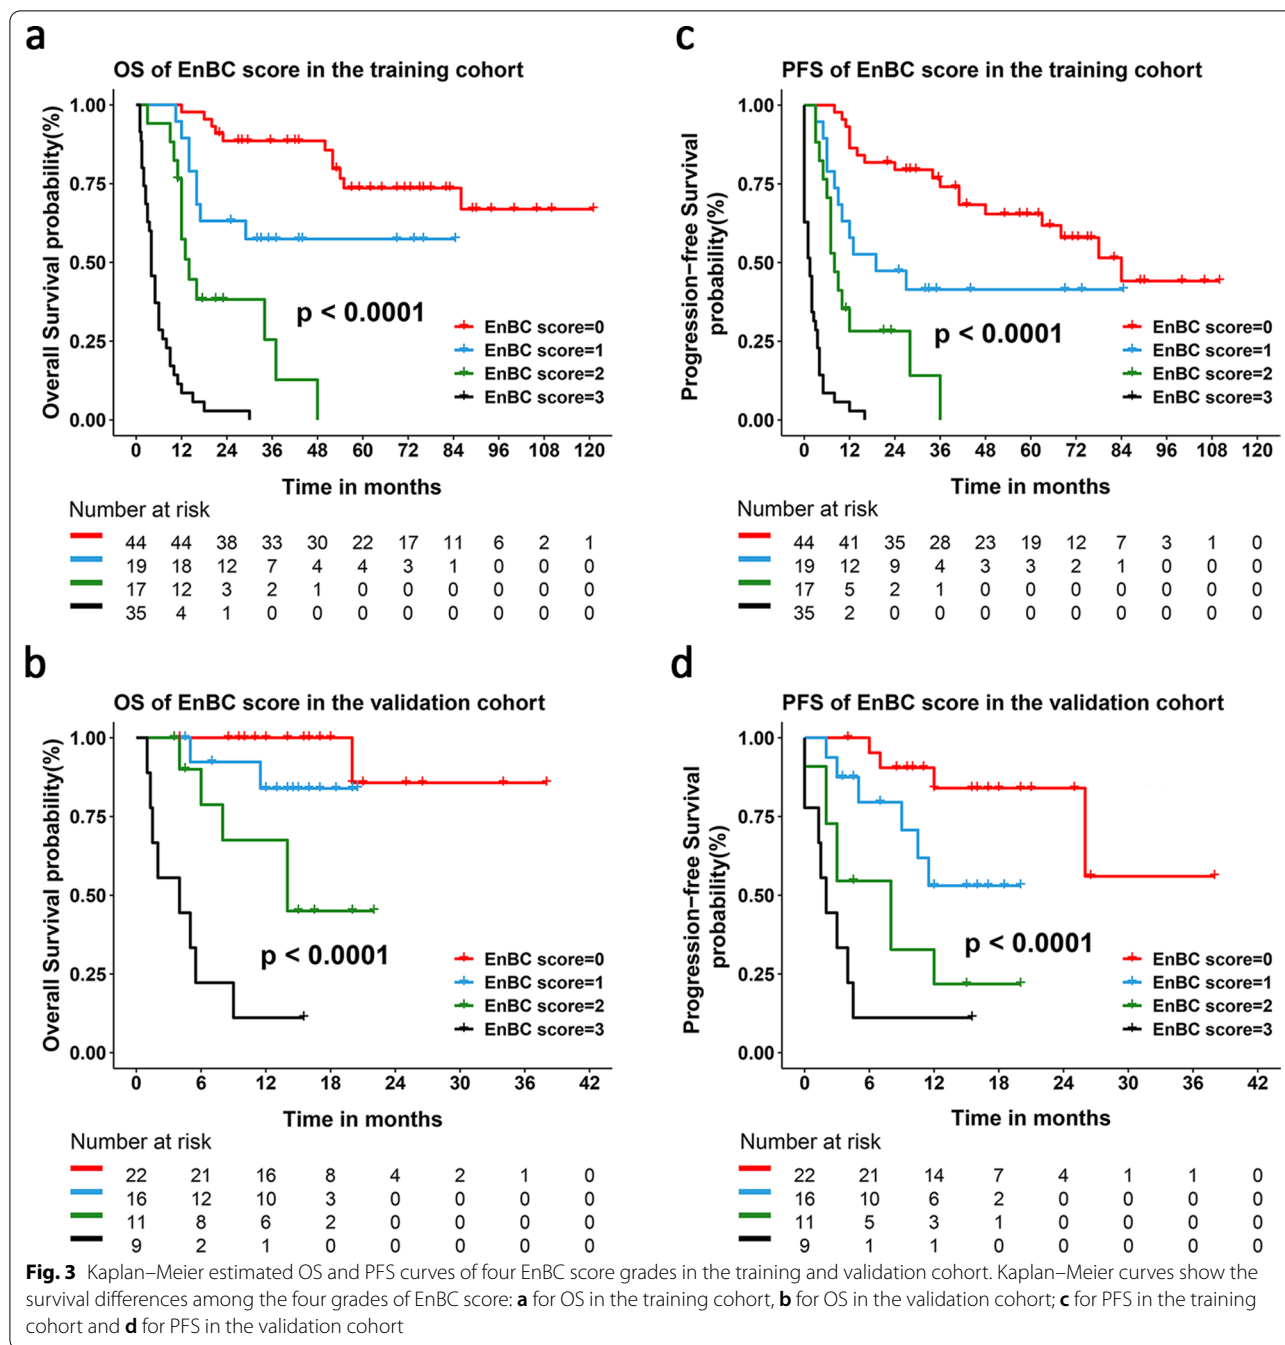 a
OS of EnBC score in the training cohort
Overall Survival probability(%)
1.00
0.75
0.50
0.25
0.00
p < 0.0001
EnBC score=0
EnBC score=1
EnBC score=2
EnBC score=3
0 12 24 36 48 60 72 84 96 108 120
Time in months
Number at risk
44 44 38 33 30 22 17 11 6 2 1
19 18 12 7 4 4 3 1 0 0 0
17 12 3 2 1 0 0 0 0 0 0
35 4 1 0 0 0 0 0 0 0 0
c
PFS of EnBC score in the training cohort
Progression-free Survival
probability(%)
1.00
0.75
0.50
0.25
0.00
p < 0.0001
EnBC score=0
EnBC score=1
EnBC score=2
EnBC score=3
0 12 24 36 48 60 72 84 96 108 120
Time in months
Number at risk
44 41 35 28 23 19 12 7 3 1 0
19 12 9 4 3 3 2 1 0 0 0
17 5 2 1 0 0 0 0 0 0 0
35 2 0 0 0 0 0 0 0 0 0
b
OS of EnBC score in the validation cohort
Overall Survival probability(%)
1.00
0.75
0.50
0.25
0.00
p < 0.0001
EnBC score=0
EnBC score=1
EnBC score=2
EnBC score=3
0 6 12 18 24 30 36 42
Time in months
Number at risk
22 21 16 8 4 2 1 0
16 12 10 3 0 0 0 0
11 8 6 2 0 0 0 0
9 2 1 0 0 0 0 0
d
PFS of EnBC score in the validation cohort
Progression-free Survival
probability(%)
1.00
0.75
0.50
0.25
0.00
p < 0.0001
EnBC score=0
EnBC score=1
EnBC score=2
EnBC score=3
0 6 12 18 24 30 36 42
Time in months
Number at risk
22 21 14 7 4 1 1 0
16 10 6 2 0 0 0 0
11 5 3 1 0 0 0 0
9 1 1 0 0 0 0 0
Fig. 3 Kaplan–Meier estimated OS and PFS curves of four EnBC score grades in the training and validation cohort. Kaplan–Meier curves show the
survival differences among the four grades of EnBC score: a for OS in the training cohort, b for OS in the validation cohort; c for PFS in the training
cohort and d for PFS in the validation cohort